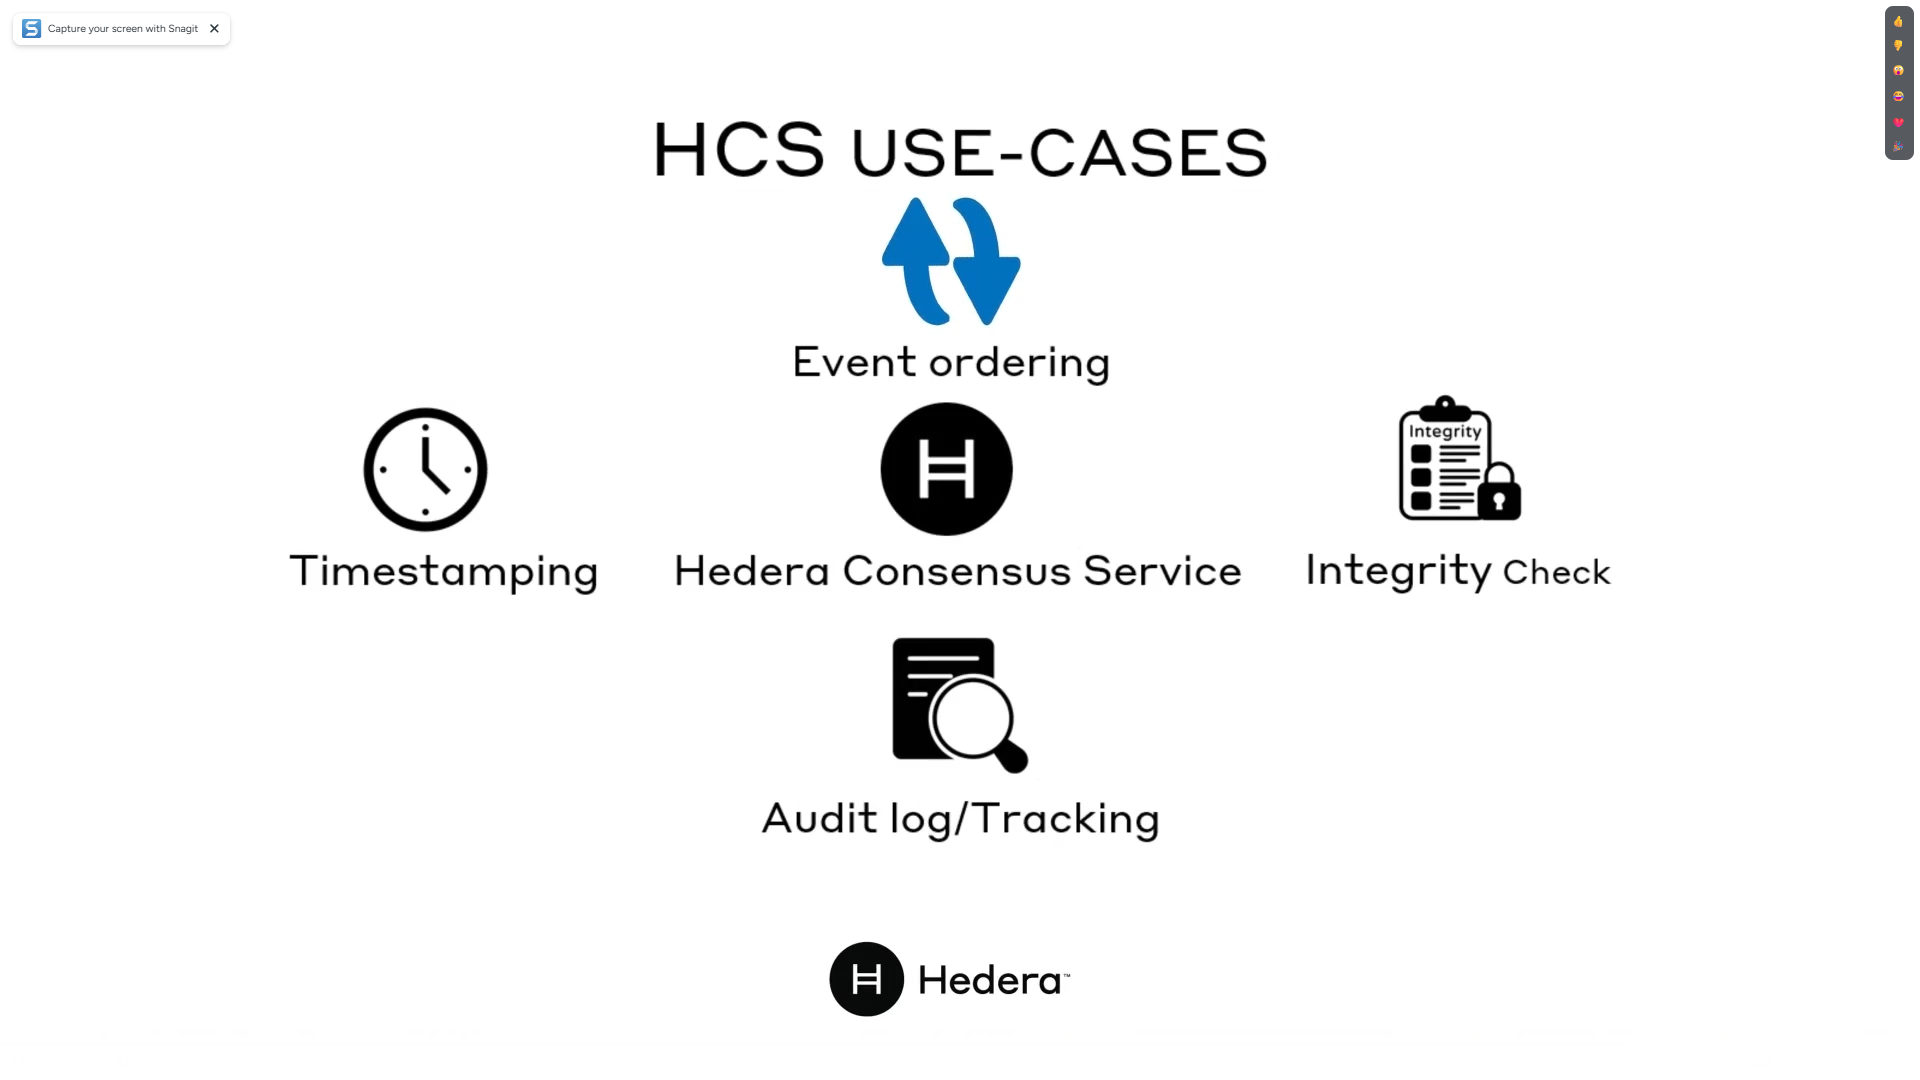 Capture your screen with Snagit
HCS USE-CASES
Event ordering
Timestamping
Hedera Consensus Service
Integrity
Integrity Check
Audit log/Tracking
Hedera™